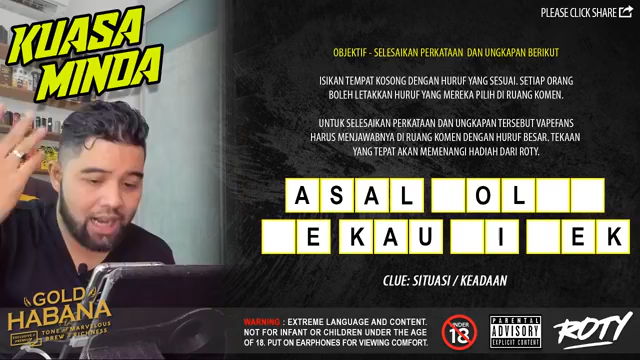 KUASA
MINDA
PLEASE CLICK SHARE
OBJEKTIF - SELESAIKAN PERKATAAN DAN UNGKAPAN BERIKUT
ISIKAN TEMPAT KOSONG DENGAN HURUF YANG SESUAI. SETIAP ORANG
BOLEH LETAKKAN HURUF YANG MEREKA PILIH DI RUANG KOMEN.
UNTUK SELESAIKAN PERKATAAN DAN UNGKAPAN TERSEBUT VAPEFANS
HARUS MENJAWABNYA DI RUANG KOMEN DENGAN HURUF BESAR. TEKAAN
YANG TEPAT AKAN MEMENANGI HADIAH DARI ROTY.
ASAL OL
E KAU I EK
CLUE: SITUASI / KEADAAN
GOLD
HABANA
WARNING : EXTREME LANGUAGE AND CONTENT.
NOT FOR INFANT OR CHILDREN UNDER THE AGE
OF 18. PUT ON EARPHONES FOR VIEWING COMFORT.
UNDER
18
PARENTAL
ADVISORY
EXPLICIT CONTENT
ROTY